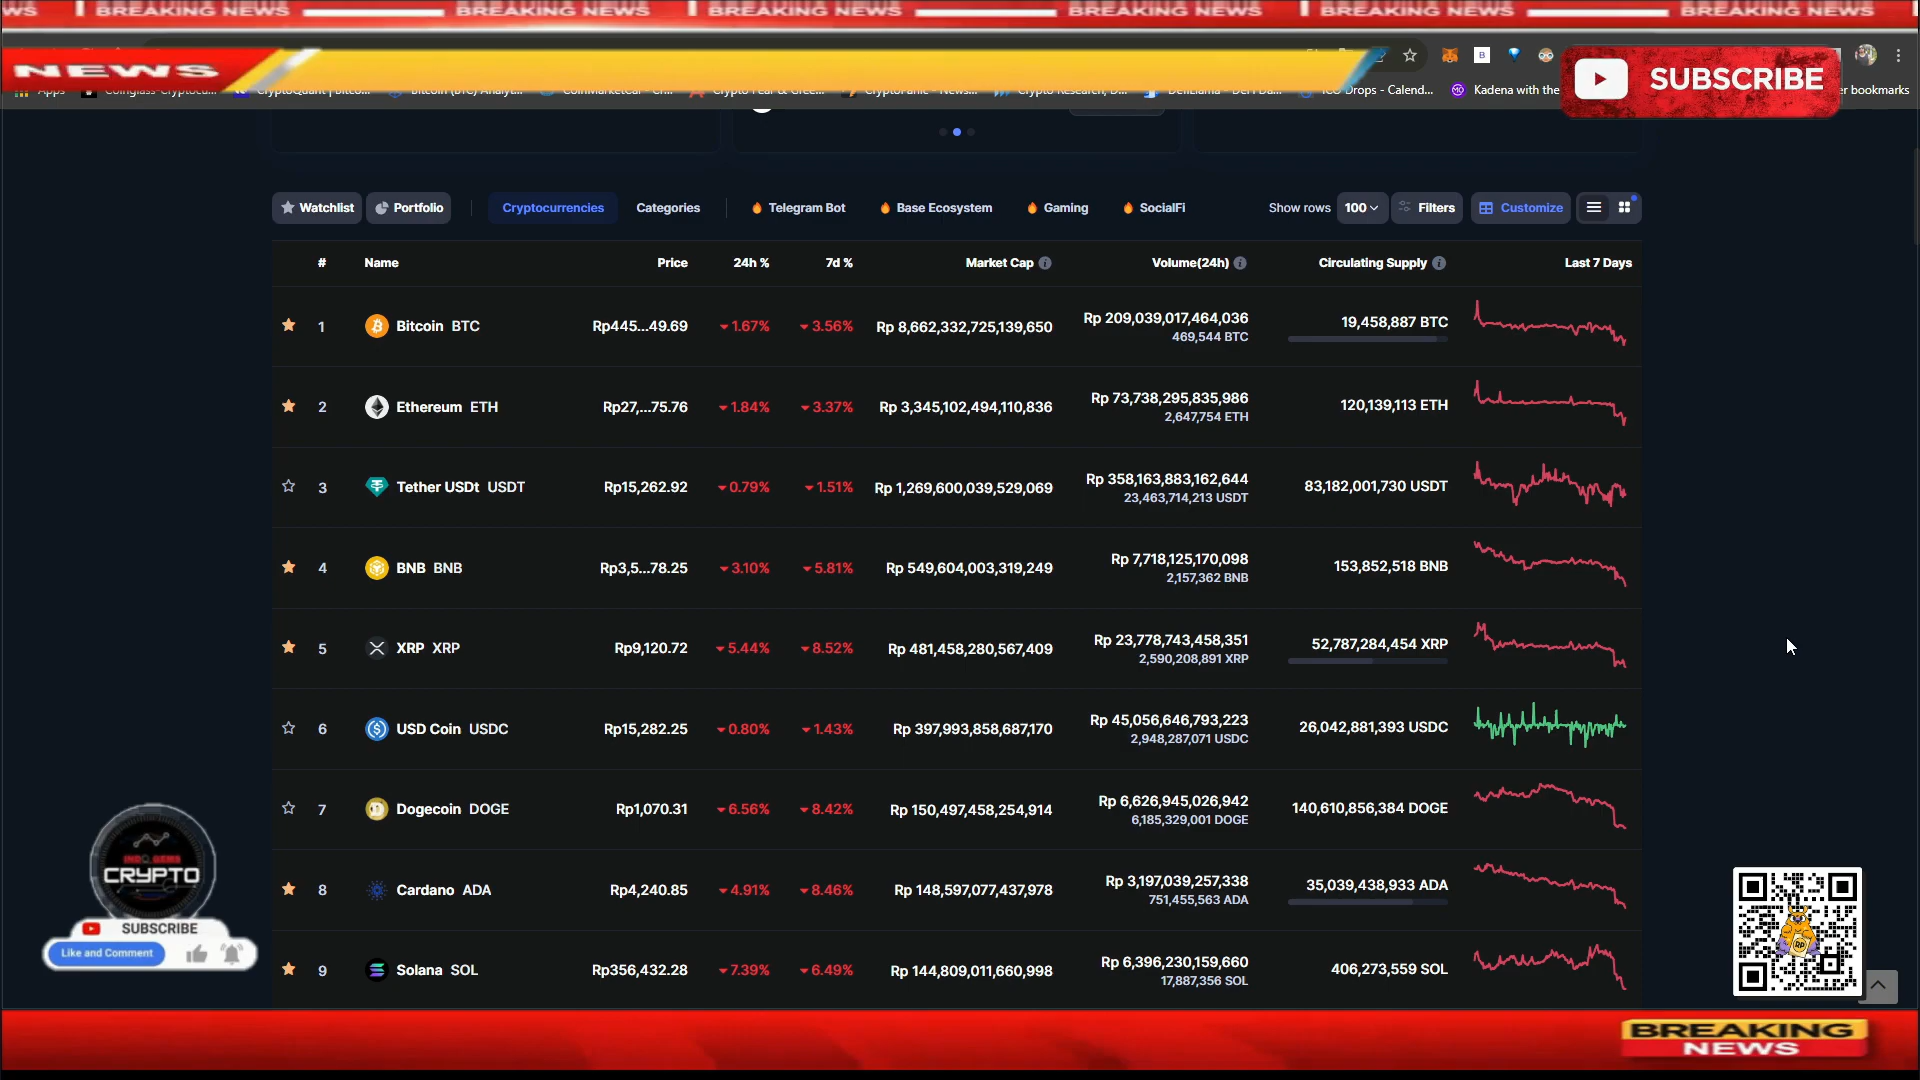 WS BREAKING NEWS BREAKING NEWS BREAKING NEWS BREAKING NEWS BREAKING NEWS BREAKING NEWS
NEWS
SUBSCRIBE
Apps
Kadena with the
er bookmarks
Watchlist Portfolio Cryptocurrencies Categories Telegram Bot Base Ecosystem Gaming SocialFi Show rows 100 Filters Customize
# Name Price 24h % 7d % Market Cap Volume(24h) Circulating Supply Last 7 Days
1 Bitcoin BTC Rp445...49.69 1.67% 3.56% Rp 8,662,332,725,139,650 Rp 209,039,017,464,036 19,458,887 BTC
469,544 BTC
2 Ethereum ETH Rp27,...75.76 1.84% 3.37% Rp 3,345,102,494,110,836 Rp 73,738,295,835,986 120,139,113 ETH
2,647,754 ETH
3 Tether USDt USDT Rp15,262.92 0.79% 1.51% Rp 1,269,600,039,529,069 Rp 358,163,883,162,644 83,182,001,730 USDT
23,463,714,213 USDT
4 BNB BNB Rp3,5...78.25 3.10% 5.81% Rp 549,604,003,319,249 Rp 7,718,125,170,098 153,852,518 BNB
2,157,362 BNB
5 XRP XRP Rp9,120.72 5.44% 8.52% Rp 481,458,280,567,409 Rp 23,778,743,458,351 52,787,284,454 XRP
2,590,208,891 XRP
6 USD Coin USDC Rp15,282.25 0.80% 1.43% Rp 397,993,858,687,170 Rp 45,056,646,793,223 26,042,881,393 USDC
2,948,287,071 USDC
7 Dogecoin DOGE Rp1,070.31 6.56% 8.42% Rp 150,497,458,254,914 Rp 6,626,945,026,942 140,610,856,384 DOGE
6,185,329,001 DOGE
8 Cardano ADA Rp4,240.85 4.91% 8.46% Rp 148,597,077,437,978 Rp 3,197,039,257,338 35,039,438,933 ADA
751,455,563 ADA
9 Solana SOL Rp356,432.28 7.39% 6.49% Rp 144,809,011,660,998 Rp 6,396,230,159,660 406,273,559 SOL
17,887,356 SOL
INDO GEMS
CRYPTO
SUBSCRIBE
Like and Comment
RP
BREAKING
NEWS